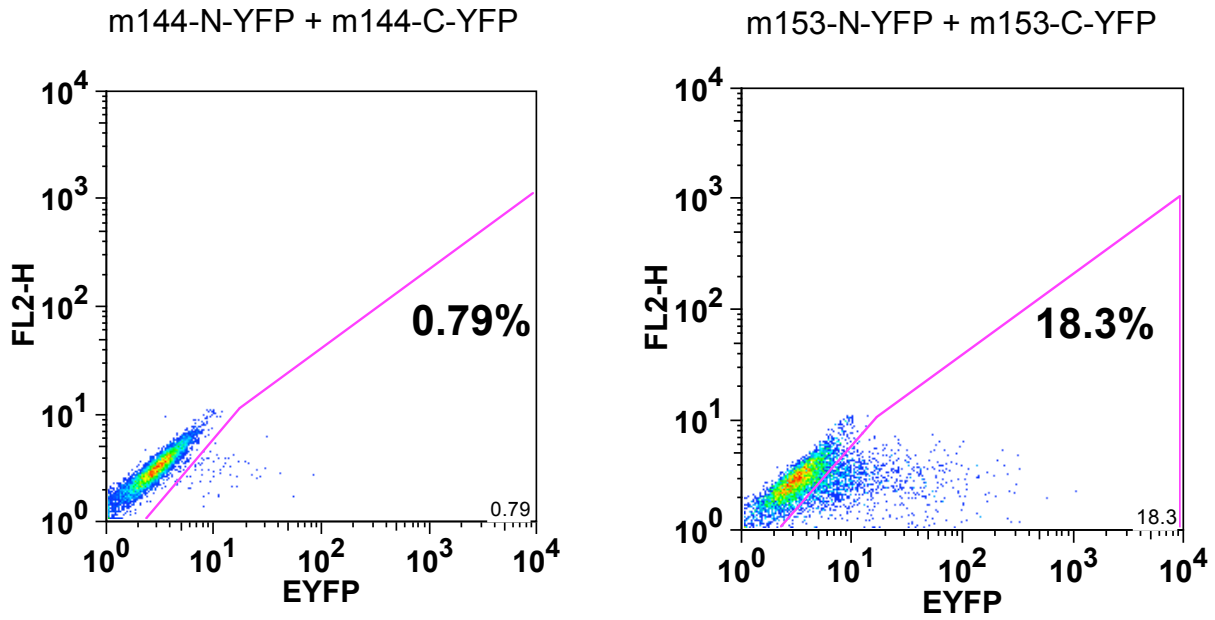 m144-N-YFP + m144-C-YFP
10^4
10^3
10^2
10^1
10^0
FL2-H
0.79%
0.79
10^0 10^1 10^2 10^3 10^4
EYFP
m153-N-YFP + m153-C-YFP
10^4
10^3
10^2
10^1
10^0
FL2-H
18.3%
18.3
10^0 10^1 10^2 10^3 10^4
EYFP